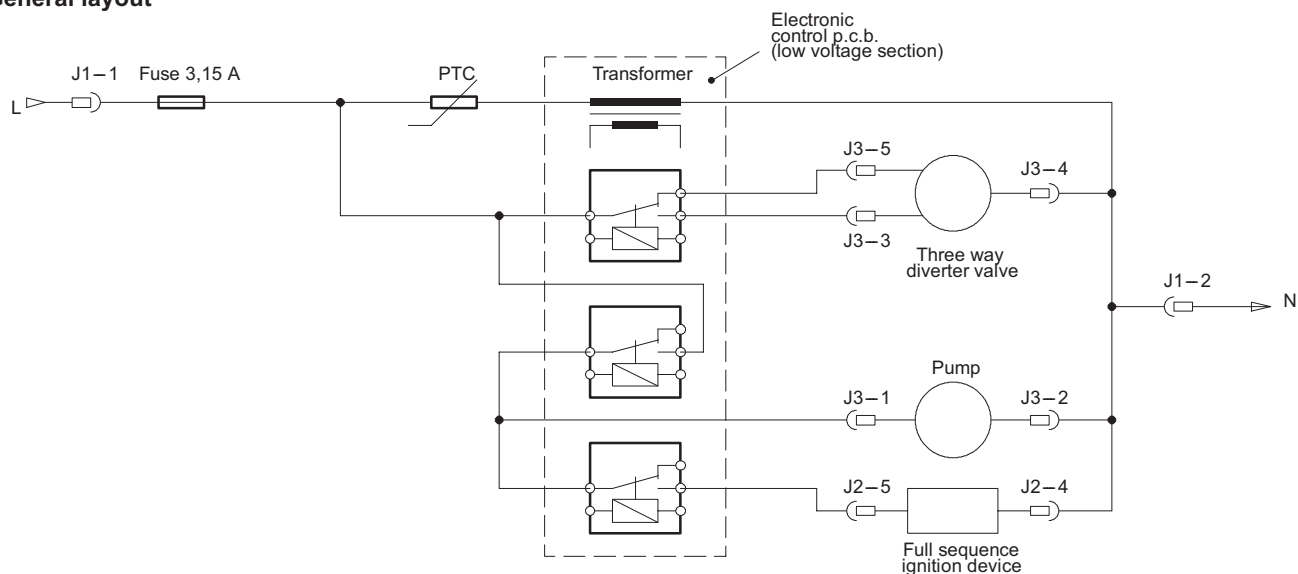 General layout
Electronic
control p.c.b.
(low voltage section)
J1–1
Fuse 3,15 A
PTC
Transformer
L
J3–5
J3–4
J3–3
Three way
diverter valve
J1–2
N
Pump
J3–1
J3–2
J2–5
J2–4
Full sequence
ignition device